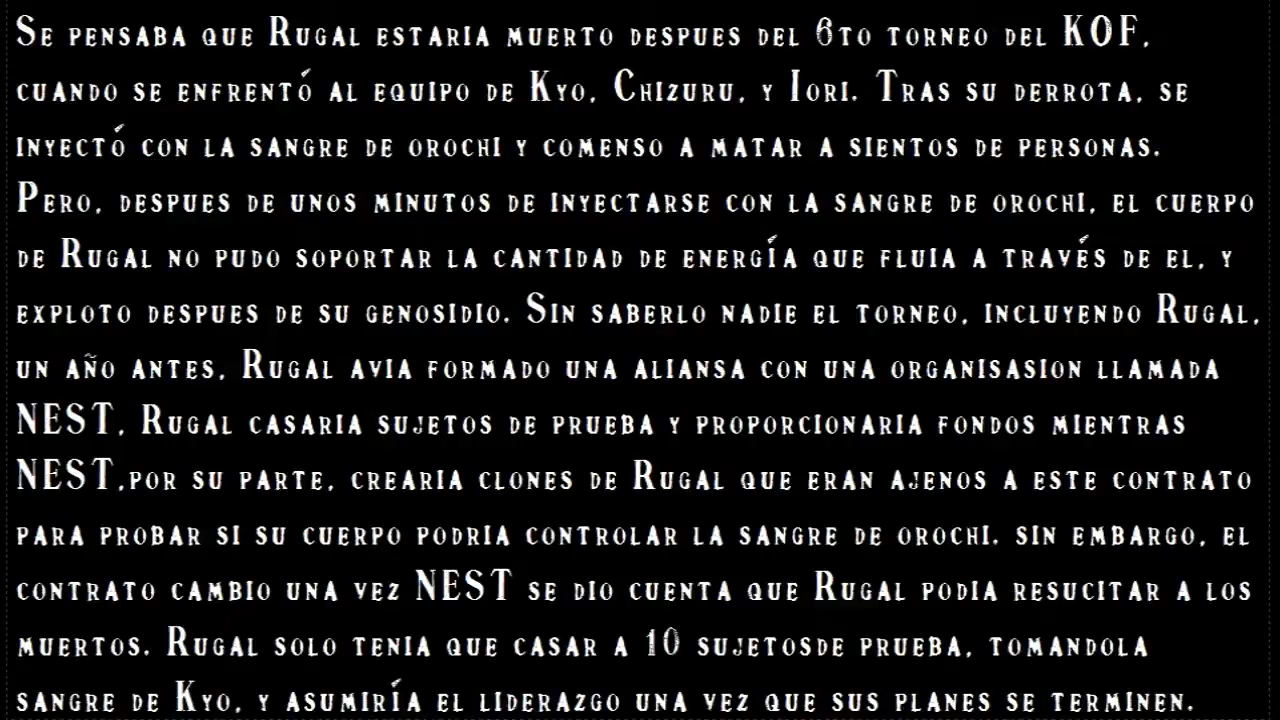 Se pensaba que Rugal estaria muerto despues del 6to torneo del KOF,
cuando se enfrentó al equipo de Kyo, Chizuru, y Iori. Tras su derrota, se
inyectó con la sangre de orochi y comenso a matar a sientos de personas.
Pero, despues de unos minutos de inyectarse con la sangre de orochi, el cuerpo
de Rugal no pudo soportar la cantidad de energía que fluia a través de el, y
exploto despues de su genosidio. Sin saberlo nadie el torneo, incluyendo Rugal,
un año antes, Rugal avia formado una aliansa con una organisasion llamada
NEST, Rugal casaria sujetos de prueba y proporcionaria fondos mientras
NEST,por su parte, crearia clones de Rugal que eran ajenos a este contrato
para probar si su cuerpo podria controlar la sangre de orochi. sin embargo, el
contrato cambio una vez NEST se dio cuenta que Rugal podia resucitar a los
muertos. Rugal solo tenia que casar a 10 sujetosde prueba, tomandola
sangre de Kyo, y asumiría el liderazgo una vez que sus planes se terminen.